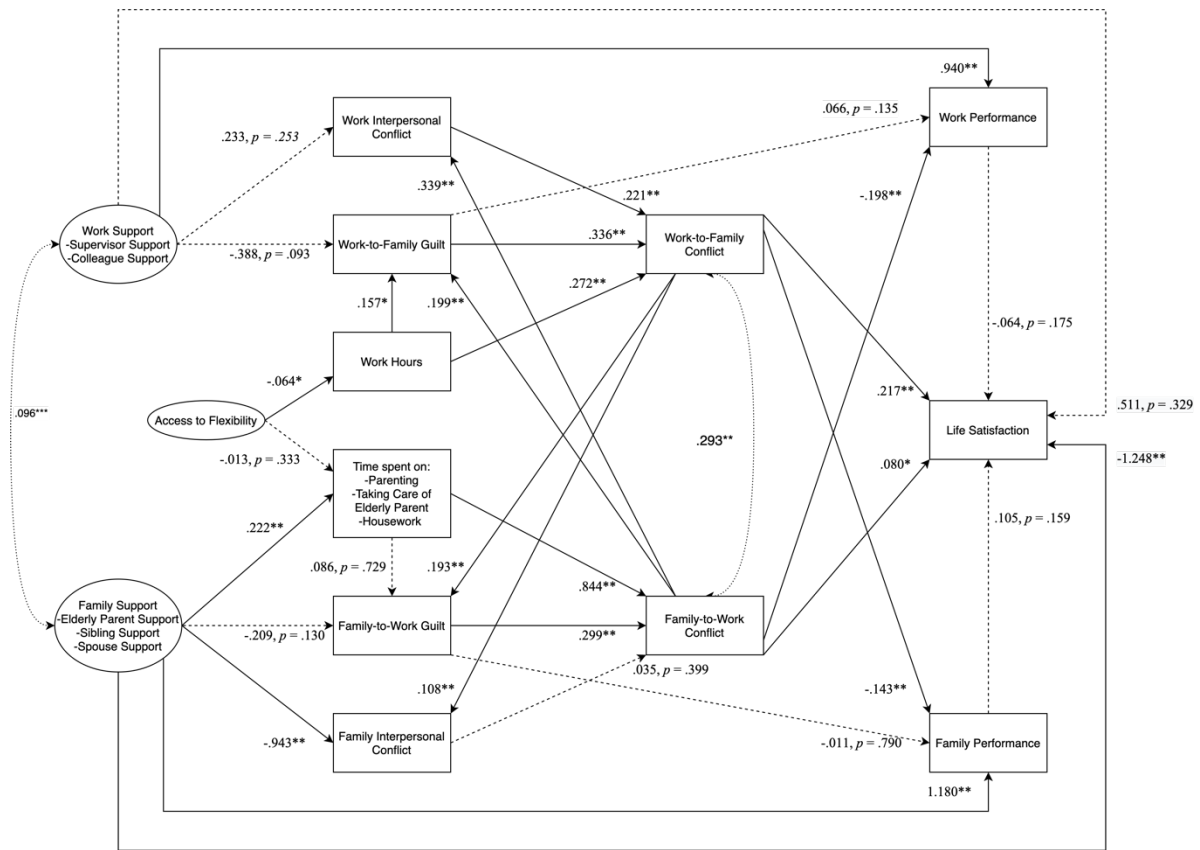 .940**
.066, p = .135
Work Performance
Work Interpersonal
Conflict
.233, p = .253
.339**
.221**
-.198**
Work Support
-Supervisor Support
-Colleague Support
Work-to-Family Guilt
.336**
Work-to-Family
Conflict
-.388, p = .093
.157*
.199**
.272**
-.064, p = .175
Work Hours
-.064*
.217**
.511, p = .329
.096***
Access to Flexibility
.293**
Life Satisfaction
-1.248**
-.013, p = .333
.080*
Time spent on:
-Parenting
-Taking Care of
Elderly Parent
-Housework
.222**
.105, p = .159
.086, p = .729
.193**
.844**
Family Support
-Elderly Parent Support
-Sibling Support
-Spouse Support
-.209, p = .130
Family-to-Work Guilt
.299**
Family-to-Work
Conflict
.035, p = .399
.108**
-.143**
-.943**
Family Interpersonal
Conflict
-.011, p = .790
Family Performance
1.180**